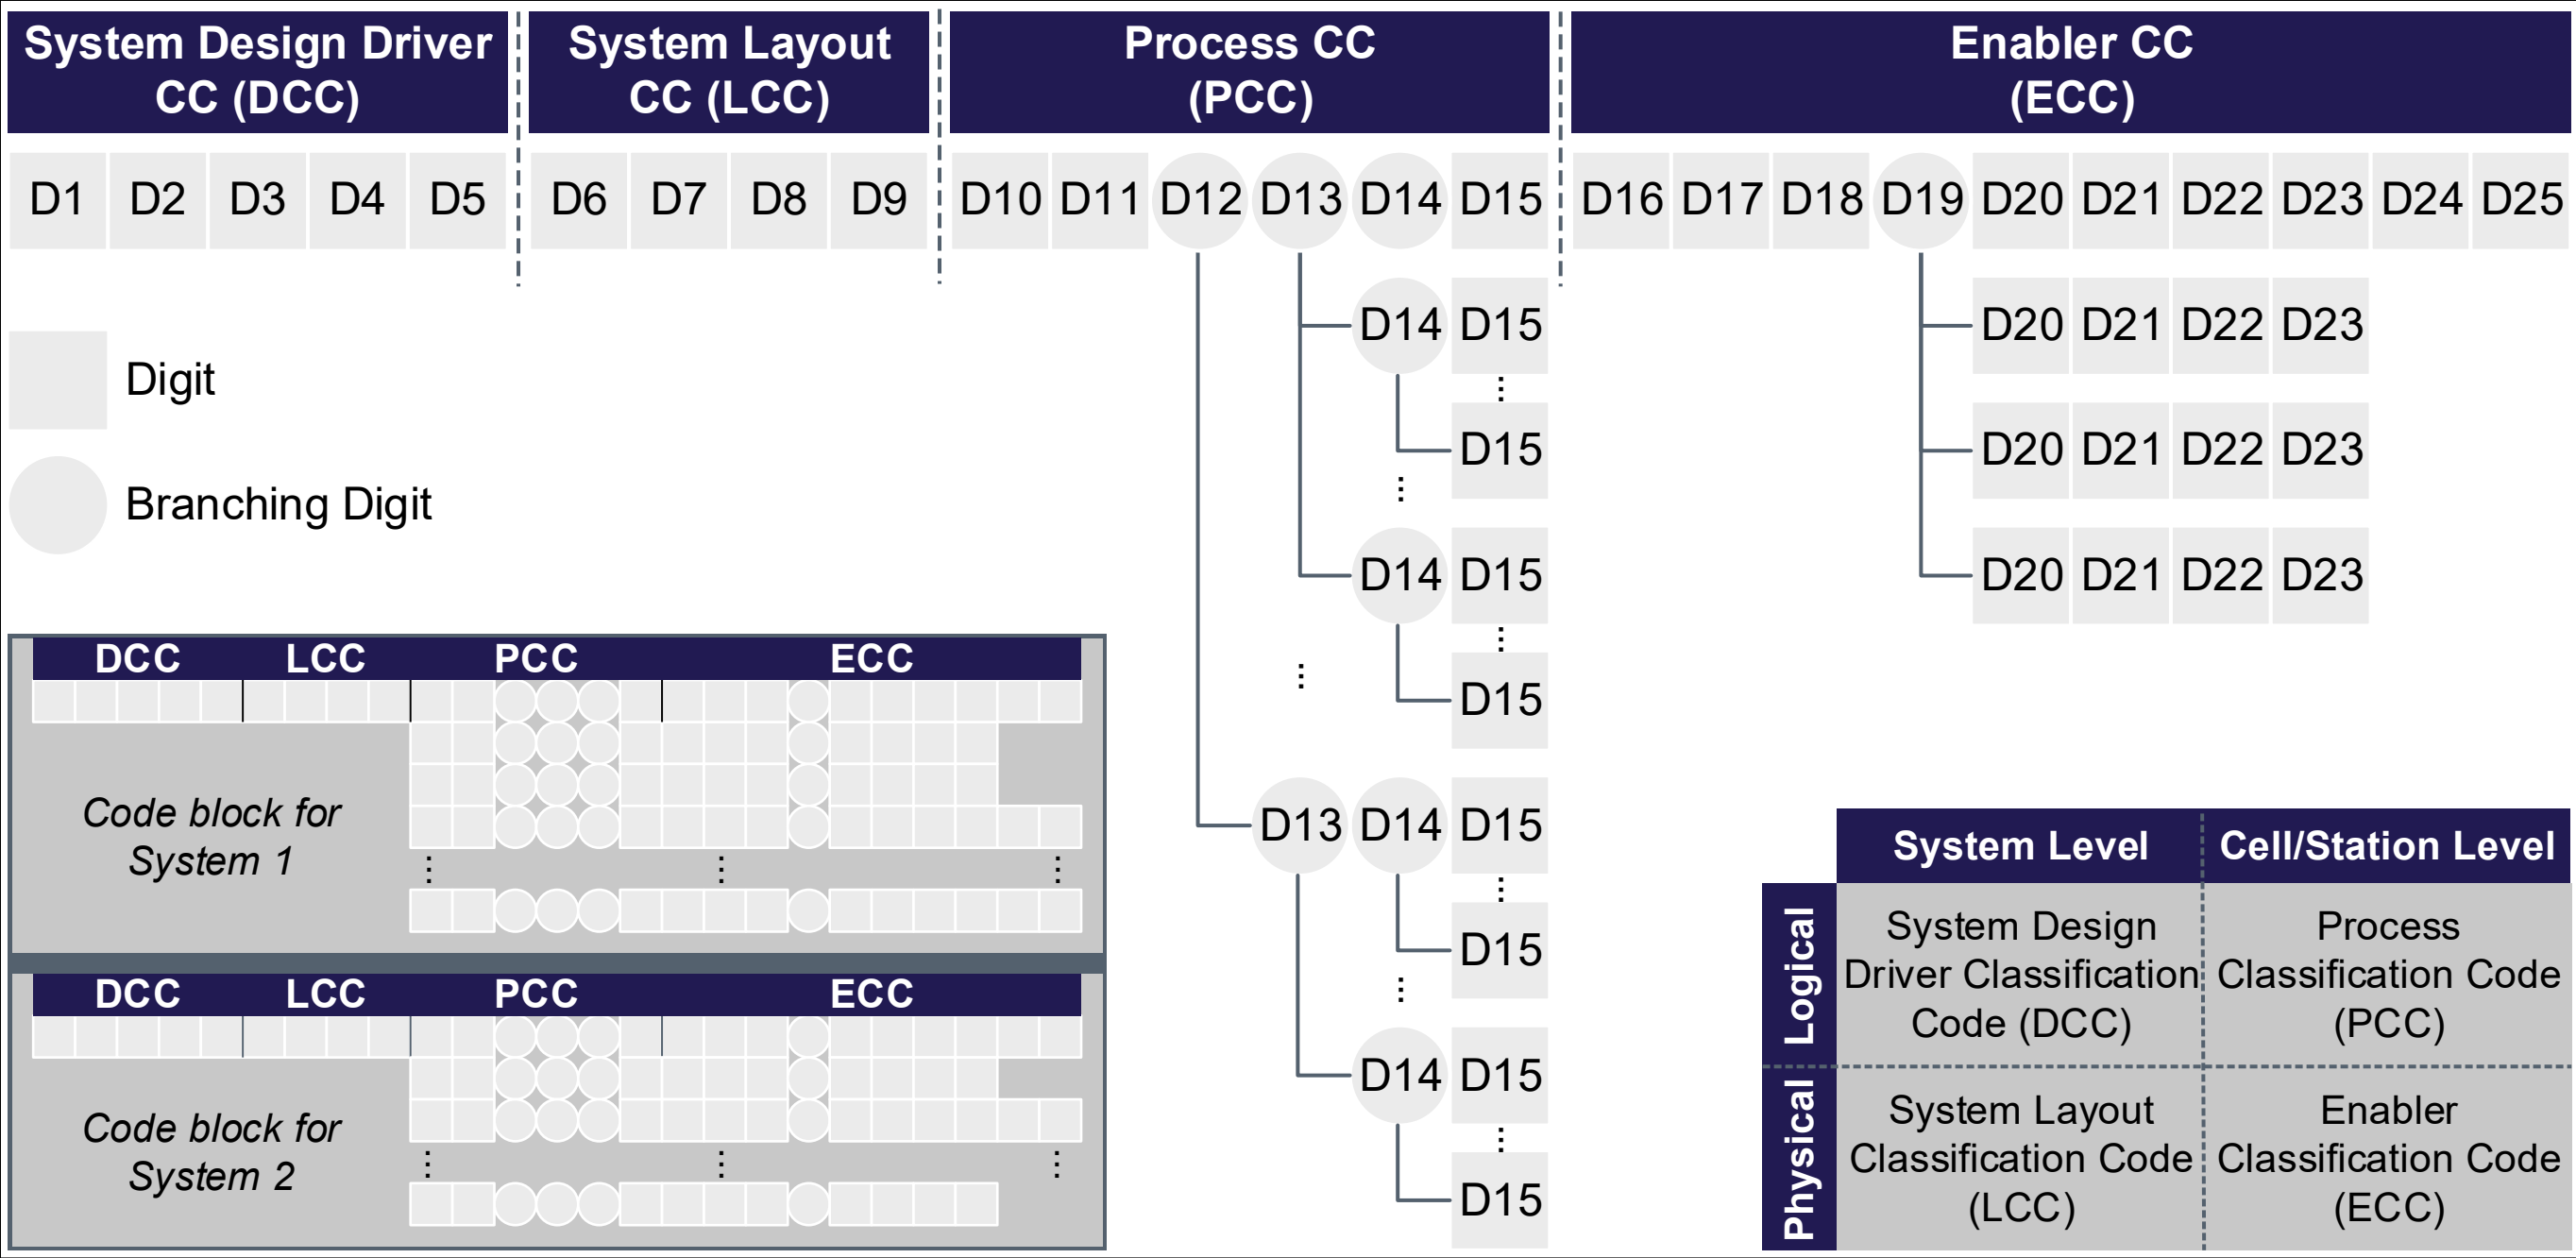 System Design Driver
CC (DCC)
System Layout
CC (LCC)
Process CC
(PCC)
Enabler CC
(ECC)
D1 D2 D3 D4 D5 D6 D7 D8 D9 D10 D11 D12 D13 D14 D15 D16 D17 D18 D19 D20 D21 D22 D23 D24 D25
D14 D15 D20 D21 D22 D23
⋮
D15 D20 D21 D22 D23
⋮
D14 D15 D20 D21 D22 D23
⋮
D15
⋮
D13 D14 D15
⋮
D15
⋮
D14 D15
⋮
D15
Digit
Branching Digit
DCC LCC PCC ECC
Code block for
System 1
⋮ ⋮ ⋮
DCC LCC PCC ECC
Code block for
System 2
⋮ ⋮ ⋮
System Level
Cell/Station Level
Logical
System Design
Driver Classification
Code (DCC)
Process
Classification Code
(PCC)
Physical
System Layout
Classification Code
(LCC)
Enabler
Classification Code
(ECC)